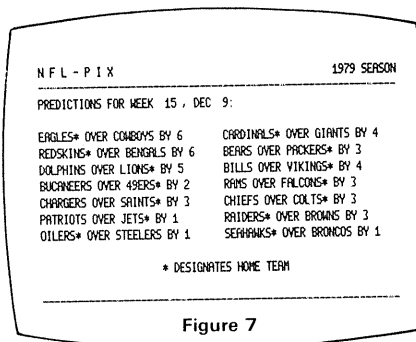 NFL-PIX 1979 SEASON
PREDICTIONS FOR WEEK 15, DEC 9:
EAGLES* OVER COWBOYS BY 6 CARDINALS* OVER GIANTS BY 4
REDSKINS* OVER BENGALS BY 6 BEARS OVER PACKERS* BY 3
DOLPHINS OVER LIONS* BY 5 BILLS OVER VIKINGS* BY 4
BUCANEERS OVER 49ERS* BY 2 RAMS OVER FALCONS* BY 3
CHARGERS OVER SAINTS* BY 3 CHIEFS OVER COLTS* BY 3
PATRIOTS OVER JETS* BY 1 RAIDERS* OVER BROWNS BY 3
OILERS* OVER STEELERS BY 1 SEAHAWKS* OVER BRONCOS BY 1
* DESIGNATES HOME TEAM
Figure 7